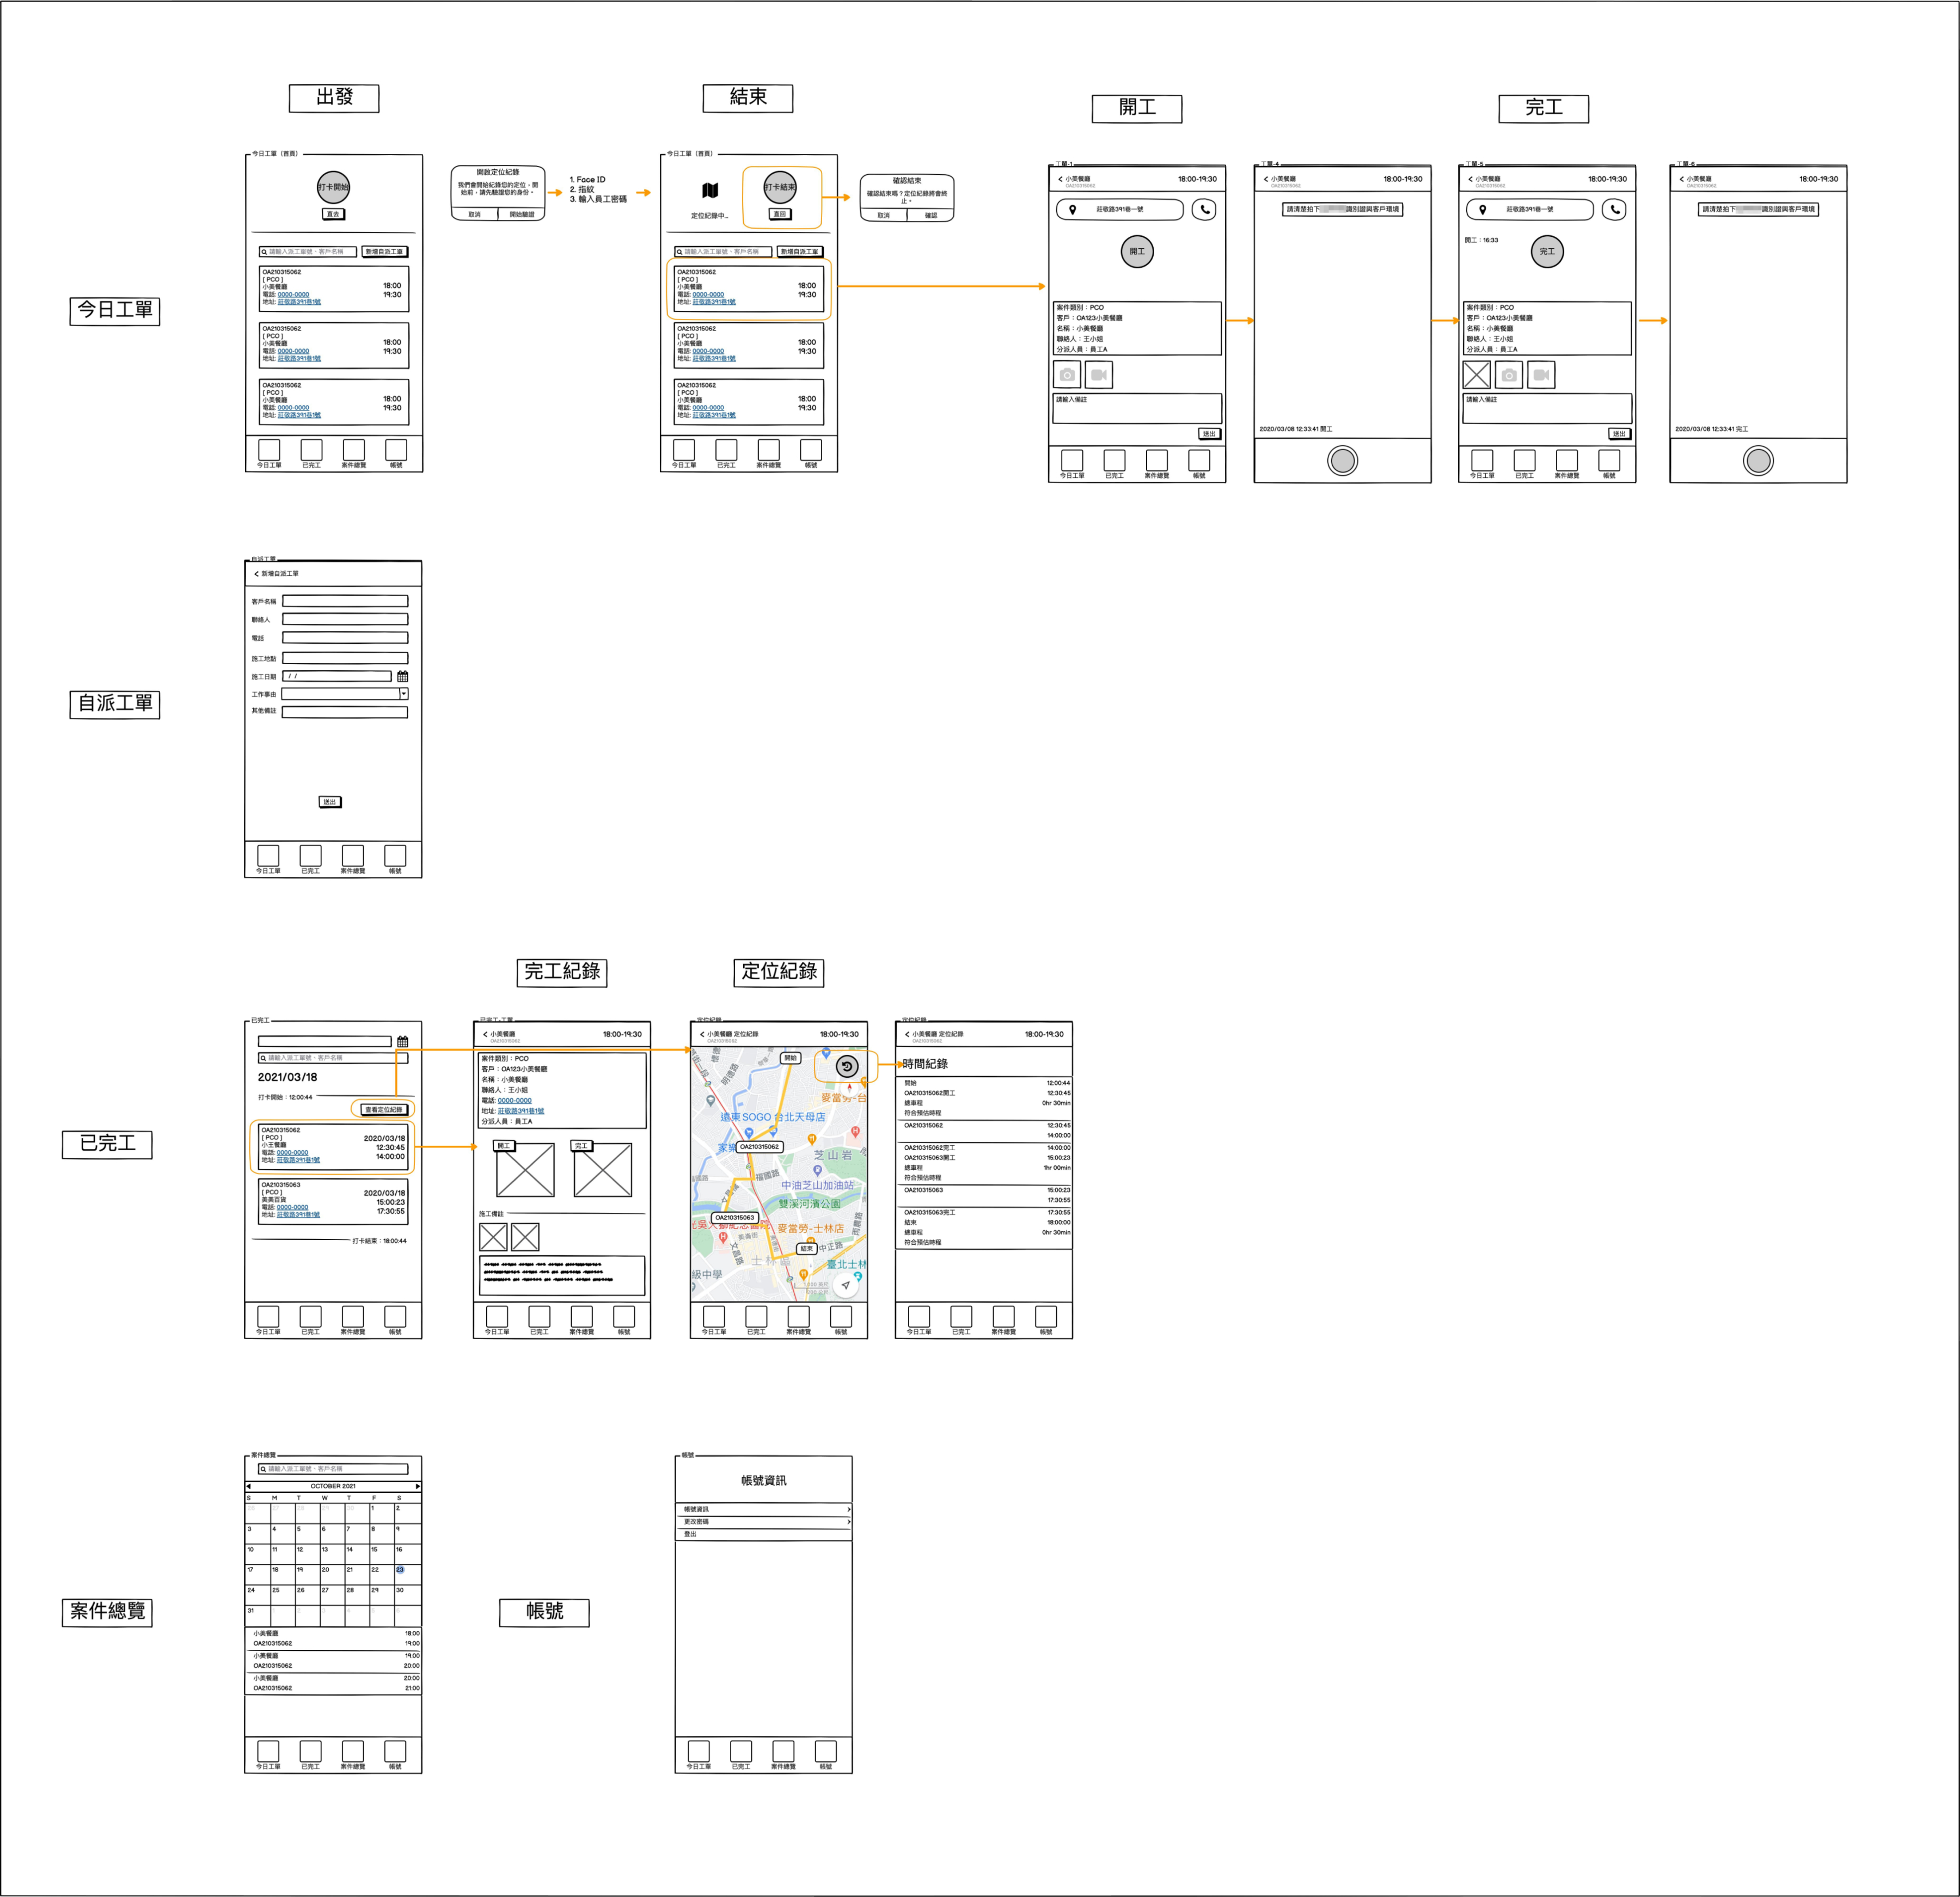 出發
結束
開工
完工
今日工單
今日工單（首頁）
打卡開始
直去
請輸入派工單號、客戶名稱
新增自派工單
OA210315062
[ PCO ]
小美餐廳
電話: 0000-0000
地址: 莊敬路391巷1號
18:00
19:30
OA210315062
[ PCO ]
小美餐廳
電話: 0000-0000
地址: 莊敬路391巷1號
18:00
19:30
OA210315062
[ PCO ]
小美餐廳
電話: 0000-0000
地址: 莊敬路391巷1號
18:00
19:30
今日工單
已完工
案件總覽
帳號
開啟定位紀錄
我們會開始紀錄您的定位，開
始前，請先驗證您的身份。
取消
開始驗證
1. Face ID
2. 指紋
3. 輸入員工密碼
今日工單（首頁）
定位紀錄中...
打卡結束
直回
請輸入派工單號、客戶名稱
新增自派工單
OA210315062
[ PCO ]
小美餐廳
電話: 0000-0000
地址: 莊敬路391巷1號
18:00
19:30
OA210315062
[ PCO ]
小美餐廳
電話: 0000-0000
地址: 莊敬路391巷1號
18:00
19:30
OA210315062
[ PCO ]
小美餐廳
電話: 0000-0000
地址: 莊敬路391巷1號
18:00
19:30
今日工單
已完工
案件總覽
帳號
確認結束
確認結束嗎？定位紀錄將會終
止。
取消
確認
工單-1
小美餐廳
OA210315062
18:00-19:30
莊敬路391巷一號
開工
案件類別：PCO
客戶：OA123小美餐廳
名稱：小美餐廳
聯絡人：王小姐
分派人員：員工A
請輸入備註
送出
今日工單
已完工
案件總覽
帳號
工單-4
小美餐廳
OA210315062
18:00-19:30
請清楚拍下
識別證與客戶環境
2020/03/08 12:33:41 開工
工單-5
小美餐廳
OA210315062
18:00-19:30
莊敬路391巷一號
開工：16:33
完工
案件類別：PCO
客戶：OA123小美餐廳
名稱：小美餐廳
聯絡人：王小姐
分派人員：員工A
請輸入備註
送出
今日工單
已完工
案件總覽
帳號
工單-6
小美餐廳
OA210315062
18:00-19:30
請清楚拍下
識別證與客戶環境
2020/03/08 12:33:41 完工
自派工單
自派工單
新增自派工單
客戶名稱
聯絡人
電話
施工地點
施工日期
/ /
工作事由
其他備註
送出
今日工單
已完工
案件總覽
帳號
完工紀錄
定位紀錄
已完工
已完工
請輸入派工單號、客戶名稱
2021/03/18
打卡開始：12:00:44
查看定位紀錄
OA210315062
[ PCO ]
小王餐廳
電話: 0000-0000
地址: 莊敬路391巷1號
2020/03/18
12:30:45
14:00:00
OA210315063
[ PCO ]
美美百貨
電話: 0000-0000
地址: 莊敬路391巷1號
2020/03/18
15:00:23
17:30:55
打卡結束：18:00:44
今日工單
已完工
案件總覽
帳號
已完工-工單
小美餐廳
OA210315062
18:00-19:30
案件類別：PCO
客戶：OA123小美餐廳
名稱：小美餐廳
聯絡人：王小姐
電話: 0000-0000
地址: 莊敬路391巷1號
分派人員：員工A
開工
完工
施工備註
今日工單
已完工
案件總覽
帳號
定位紀錄
小美餐廳 定位紀錄
OA210315062
18:00-19:30
開始
明德路
麥當勞-台
遠東SOGO 台北天母店
家樂
OA210315062
芝山岩
福國路
文昌路
中油芝山加油站
雙溪河濱公園
OA210315063
麥當勞-士林店
雨農路
文昌路
結束
中正路
士林區
臺北士林
級中學
今日工單
已完工
案件總覽
帳號
定位紀錄
小美餐廳 定位紀錄
OA210315062
18:00-19:30
時間紀錄
開始
12:00:44
OA210315062開工
12:30:45
總車程
0hr 30min
符合預估時程
OA210315062
12:30:45
14:00:00
OA210315062完工
14:00:00
OA210315063開工
15:00:23
總車程
1hr 00min
符合預估時程
OA210315063
15:00:23
17:30:55
OA210315063完工
17:30:55
結束
18:00:00
總車程
0hr 30min
符合預估時程
今日工單
已完工
案件總覽
帳號
案件總覽
案件總覽
請輸入派工單號、客戶名稱
OCTOBER 2021
S M T W T F S
26 27 28 29 30 1 2
3 4 5 6 7 8 9
10 11 12 13 14 15 16
17 18 19 20 21 22 23
24 25 26 27 28 29 30
31 1 2 3 4 5 6
小美餐廳
18:00
OA210315062
19:00
小美餐廳
19:00
OA210315062
20:00
小美餐廳
20:00
OA210315062
21:00
今日工單
已完工
案件總覽
帳號
帳號
帳號
帳號資訊
帳號資訊
更改密碼
登出
今日工單
已完工
案件總覽
帳號